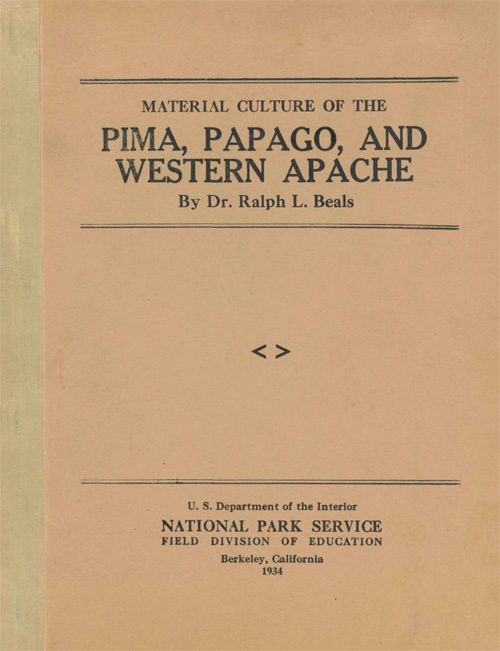 MATERIAL CULTURE OF THE
PIMA, PAPAGO, AND
WESTERN APACHE
By Dr. Ralph L. Beals
< >
U. S. Department of the Interior
NATIONAL PARK SERVICE
FIELD DIVISION OF EDUCATION
Berkeley, California
1934